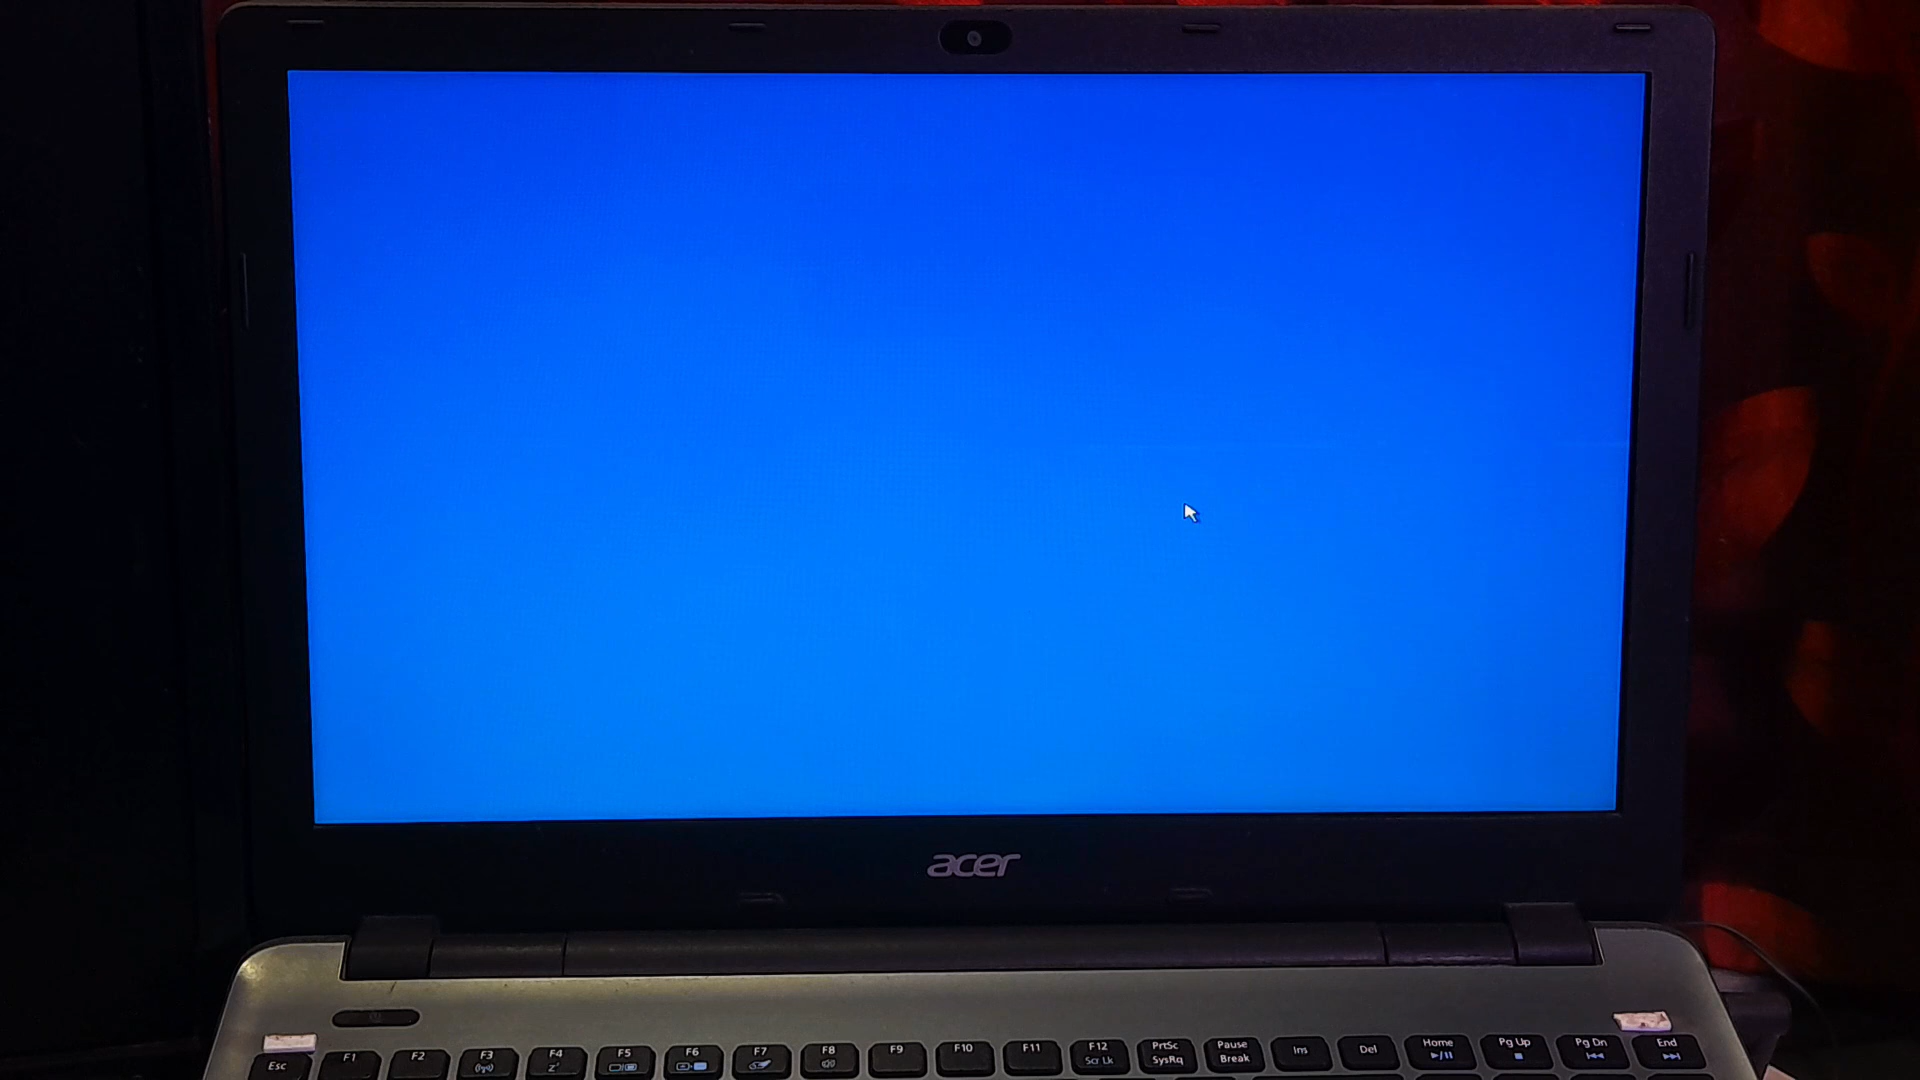 acer
Esc F1 F2 F3 F4 F5 F6 F7 F8 F9 F10 F11 F12 PrtSc Pause Ins Del Home Pg Up Pg Dn End
Scr Lk SysRq Break